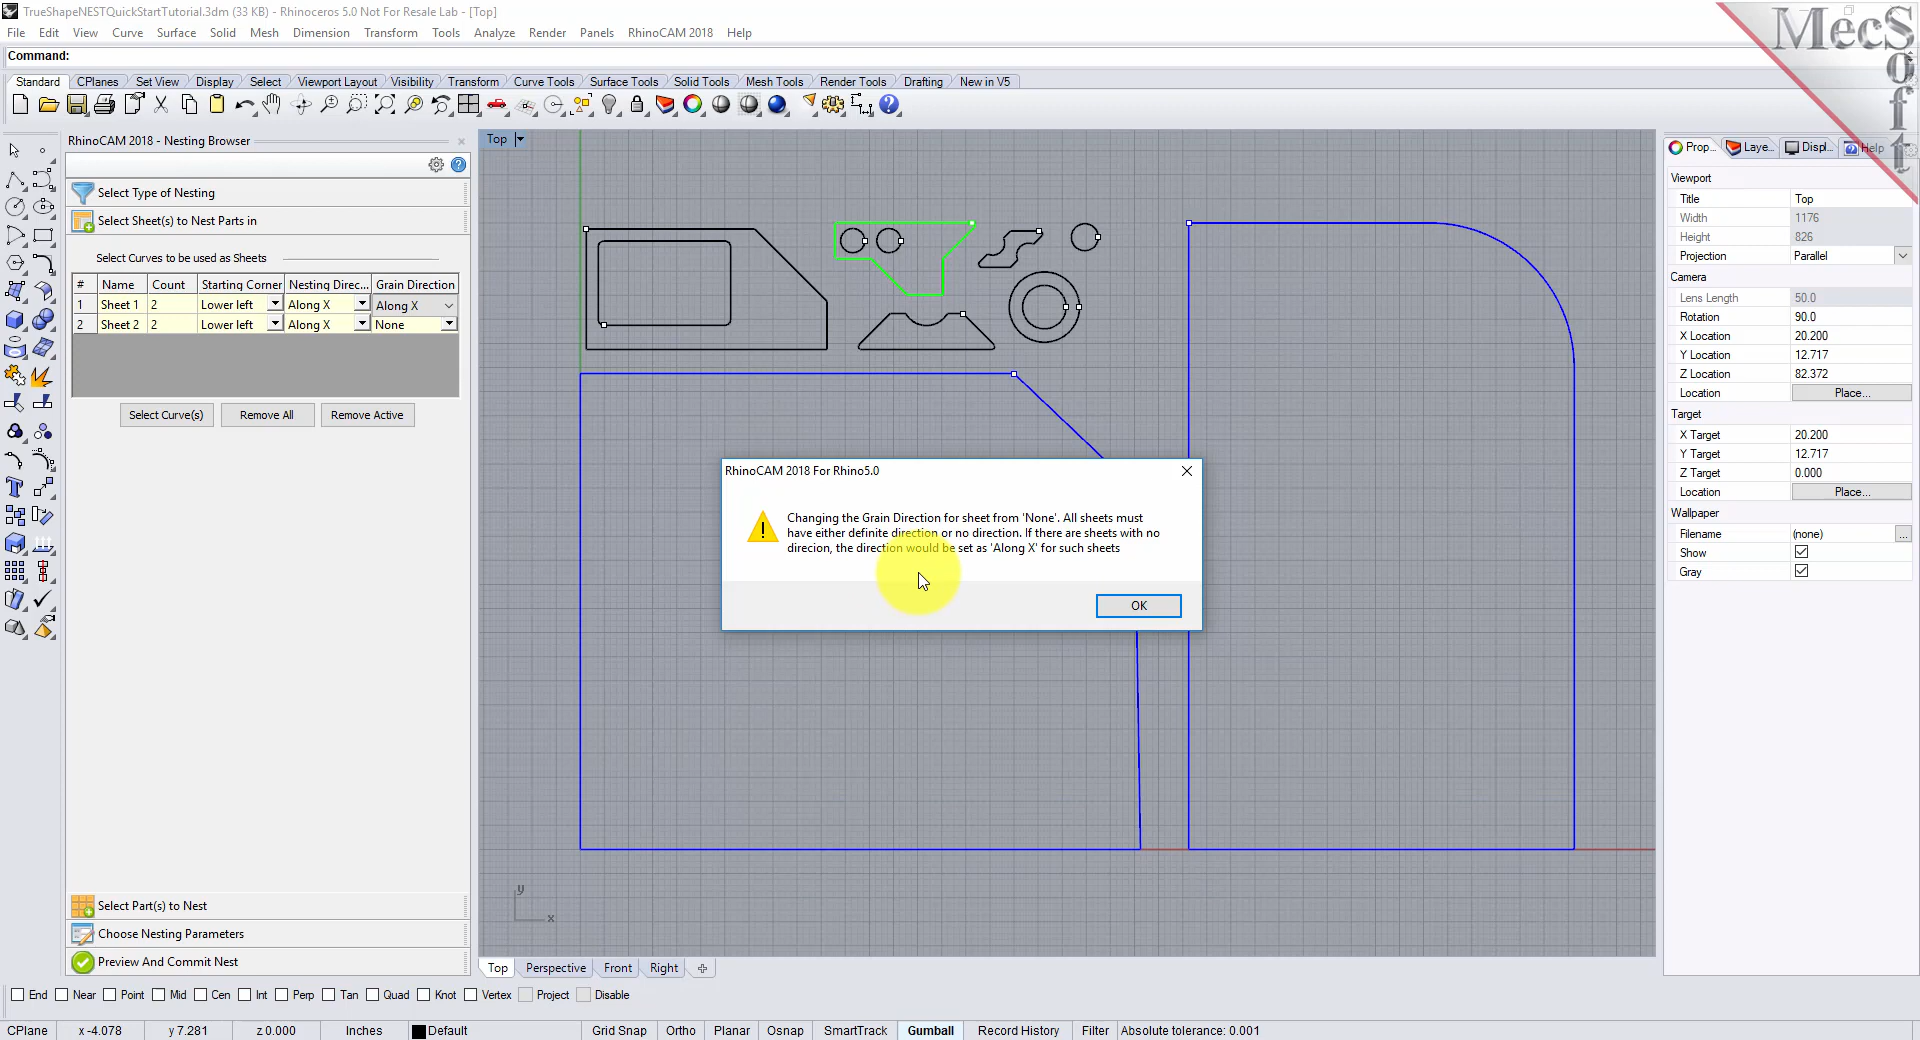 TrueShapeNESTQuickStartTutorial.3dm (33 KB) - Rhinoceros 5.0 Not For Resale Lab - [Top]
File Edit View Curve Surface Solid Mesh Dimension Transform Tools Analyze Render Panels RhinoCAM 2018 Help
Command:
Standard CPlanes Set View Display Select Viewport Layout Visibility Transform Curve Tools Surface Tools Solid Tools Mesh Tools Render Tools Drafting New in V5
MecSoft
RhinoCAM 2018 - Nesting Browser
Select Type of Nesting
Select Sheet(s) to Nest Parts in
Select Curves to be used as Sheets
# Name Count Starting Corner Nesting Direc... Grain Direction
1 Sheet 1 2 Lower left Along X Along X
2 Sheet 2 2 Lower left Along X None
Select Curve(s) Remove All Remove Active
Select Part(s) to Nest
Choose Nesting Parameters
Preview And Commit Nest
Top
RhinoCAM 2018 For Rhino5.0
Changing the Grain Direction for sheet from 'None'. All sheets must
have either definite direction or no direction. If there are sheets with no
direcion, the direction would be set as 'Along X' for such sheets
OK
y
x
Top Perspective Front Right
Prop... Laye... Displ... Help
Viewport
Title Top
Width 1176
Height 826
Projection Parallel
Camera
Lens Length 50.0
Rotation 90.0
X Location 20.200
Y Location 12.717
Z Location 82.372
Location Place...
Target
X Target 20.200
Y Target 12.717
Z Target 0.000
Location Place...
Wallpaper
Filename (none) ...
Show
Gray
End Near Point Mid Cen Int Perp Tan Quad Knot Vertex Project Disable
CPlane x -4.078 y 7.281 z 0.000 Inches Default Grid Snap Ortho Planar Osnap SmartTrack Gumball Record History Filter Absolute tolerance: 0.001